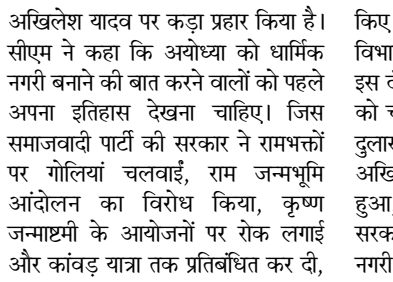 अखिलेश यादव पर कड़ा प्रहार किया है।
सीएम ने कहा कि अयोध्या को धार्मिक
नगरी बनाने की बात करने वालों को पहले
अपना इतिहास देखना चाहिए। जिस
समाजवादी पार्टी की सरकार ने रामभक्तों
पर गोलियां चलवाईं, राम जन्मभूमि
आंदोलन का विरोध किया, कृष्ण
जन्माष्टमी के आयोजनों पर रोक लगाई
और कांवड़ यात्रा तक प्रतिबंधित कर दी,
किए
विभा
इस
को
दुला
अखि
हुआ,
सरक
नगरी